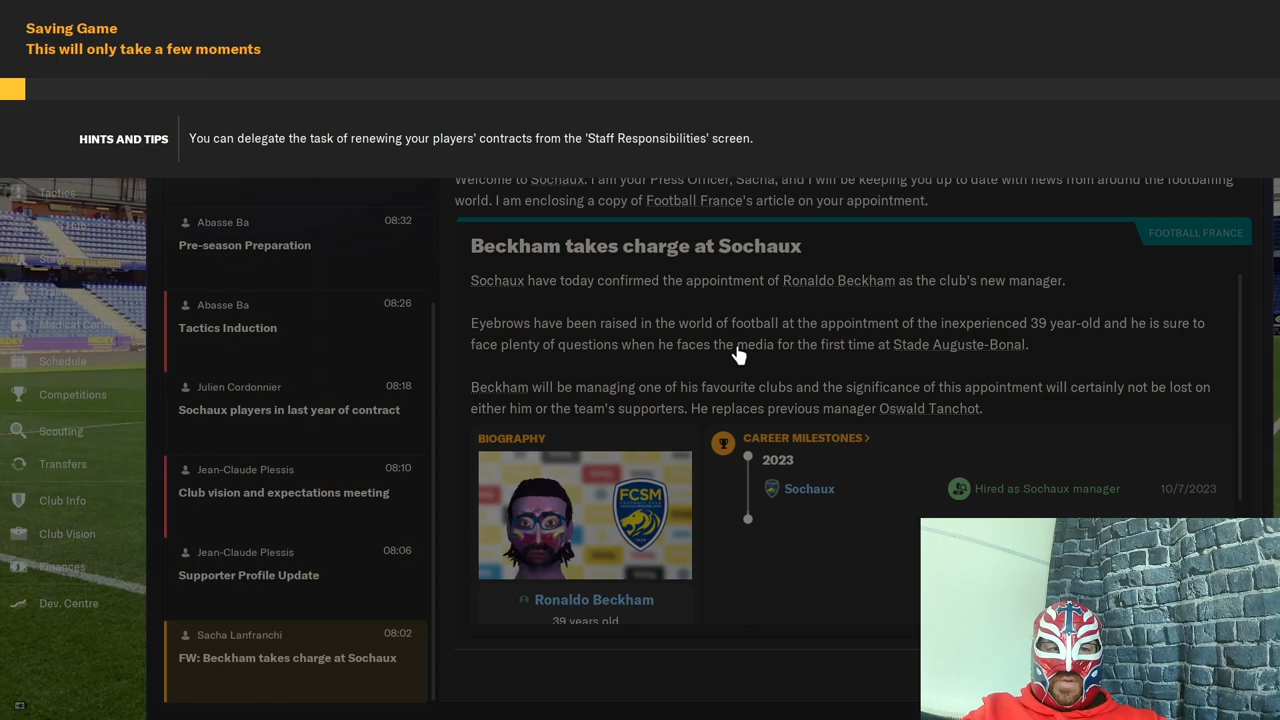 Saving Game
This will only take a few moments
HINTS AND TIPS
You can delegate the task of renewing your players' contracts from the 'Staff Responsibilities' screen.
Tactics
Schedule
Competitions
Scouting
Transfers
Club Info
Club Vision
Finances
Dev. Centre
Abasse Ba 08:32
Pre-season Preparation
Abasse Ba 08:26
Tactics Induction
Julien Cordonnier 08:18
Sochaux players in last year of contract
Jean-Claude Plessis 08:10
Club vision and expectations meeting
Jean-Claude Plessis 08:06
Supporter Profile Update
Sacha Lanfranchi 08:02
FW: Beckham takes charge at Sochaux
Welcome to Sochaux. I am your Press Officer, Sacha, and I will be keeping you up to date with news from around the footballing
world. I am enclosing a copy of Football France's article on your appointment.
FOOTBALL FRANCE
Beckham takes charge at Sochaux
Sochaux have today confirmed the appointment of Ronaldo Beckham as the club's new manager.
Eyebrows have been raised in the world of football at the appointment of the inexperienced 39 year-old and he is sure to
face plenty of questions when he faces the media for the first time at Stade Auguste-Bonal.
Beckham will be managing one of his favourite clubs and the significance of this appointment will certainly not be lost on
either him or the team's supporters. He replaces previous manager Oswald Tanchot.
BIOGRAPHY
FCSM
Ronaldo Beckham
39 years old
CAREER MILESTONES >
2023
Sochaux
Hired as Sochaux manager
10/7/2023